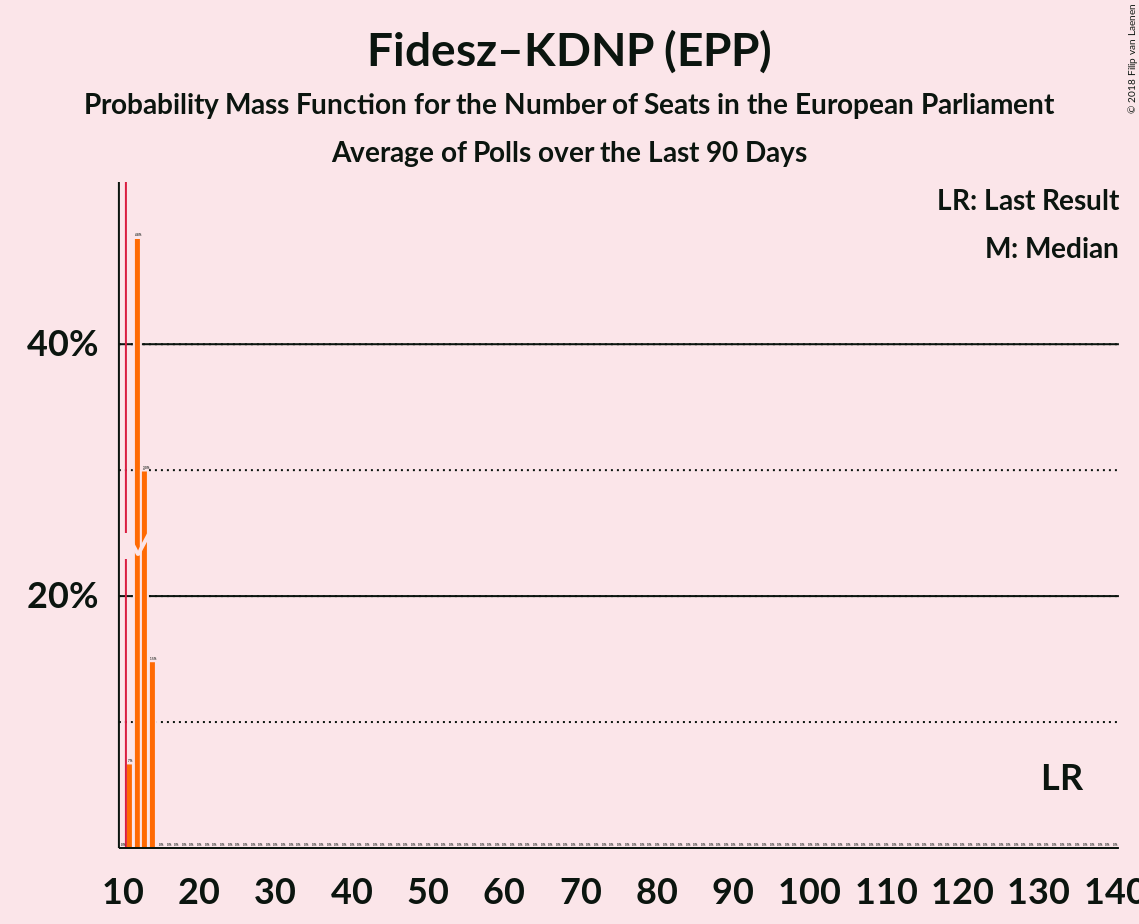 Fidesz–KDNP (EPP)
Probability Mass Function for the Number of Seats in the European Parliament
Average of Polls over the Last 90 Days
© 2018 Filip van Laenen
LR: Last Result
M: Median
40%
20%
M
LR
10 20 30 40 50 60 70 80 90 100 110 120 130 140